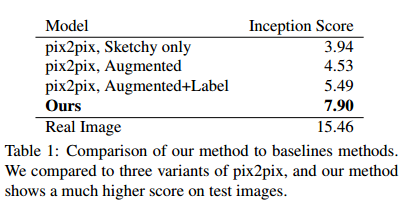 Model Inception Score
pix2pix, Sketchy only 3.94
pix2pix, Augmented 4.53
pix2pix, Augmented+Label 5.49
Ours 7.90
Real Image 15.46
Table 1: Comparison of our method to baselines methods.
We compared to three variants of pix2pix, and our method
shows a much higher score on test images.